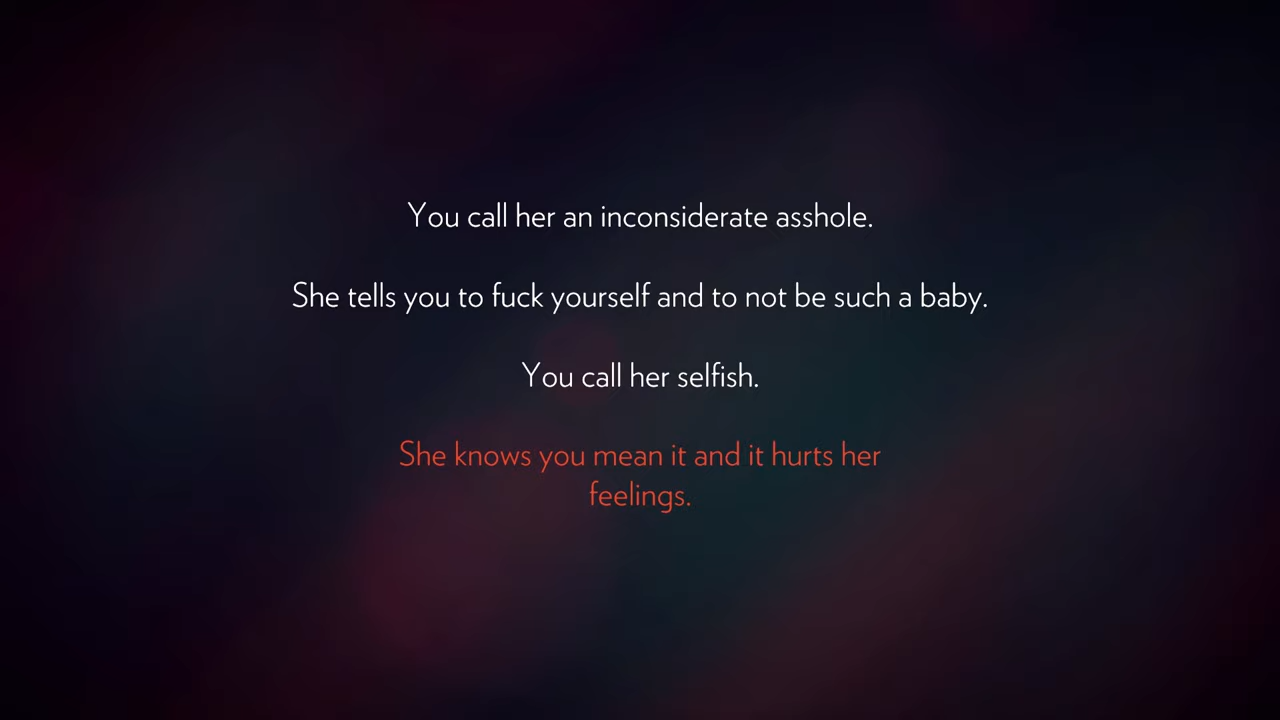 You call her an inconsiderate asshole.
She tells you to fuck yourself and to not be such a baby.
You call her selfish.
She knows you mean it and it hurts her
feelings.